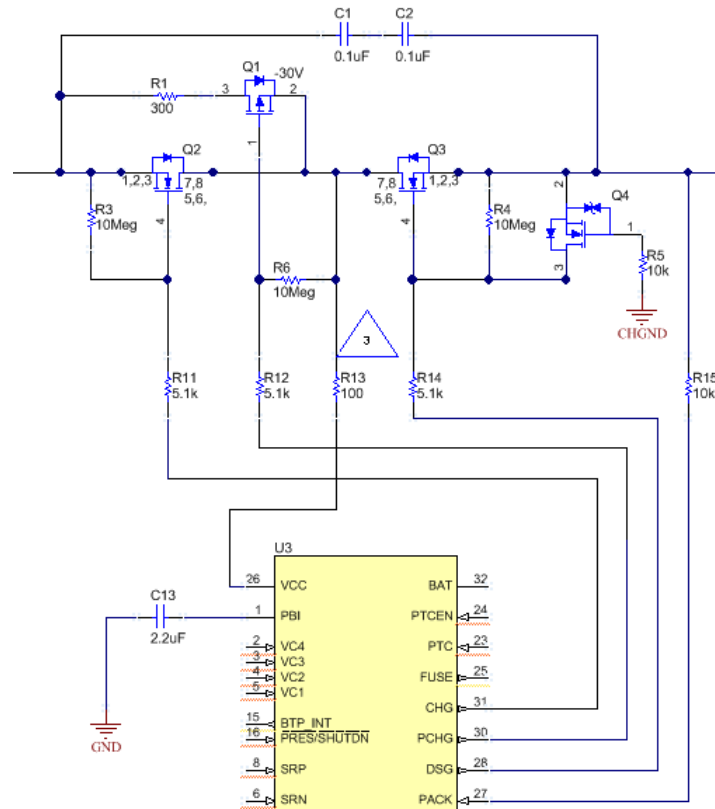 C1 C2
0.1uF 0.1uF
Q1 -30V
R1
300
3 2
1
Q2
1,2,3 7,8
5,6,
4
Q3
7,8 1,2,3
5,6,
4
R3
10Meg
R4
10Meg
2 Q4
1
3
R5
10k
CHGND
R6
10Meg
3
R11
5.1k
R12
5.1k
R13
100
R14
5.1k
R15
10k
U3
26 VCC
1 PBI
2 VC4
3 VC3
4 VC2
5 VC1
15 BTP_INT
16 PRES/SHUTDN
8 SRP
6 SRN
BAT 32
PTCEN 24
PTC 23
FUSE 25
CHG 31
PCHG 30
DSG 28
PACK 27
C13
2.2uF
GND